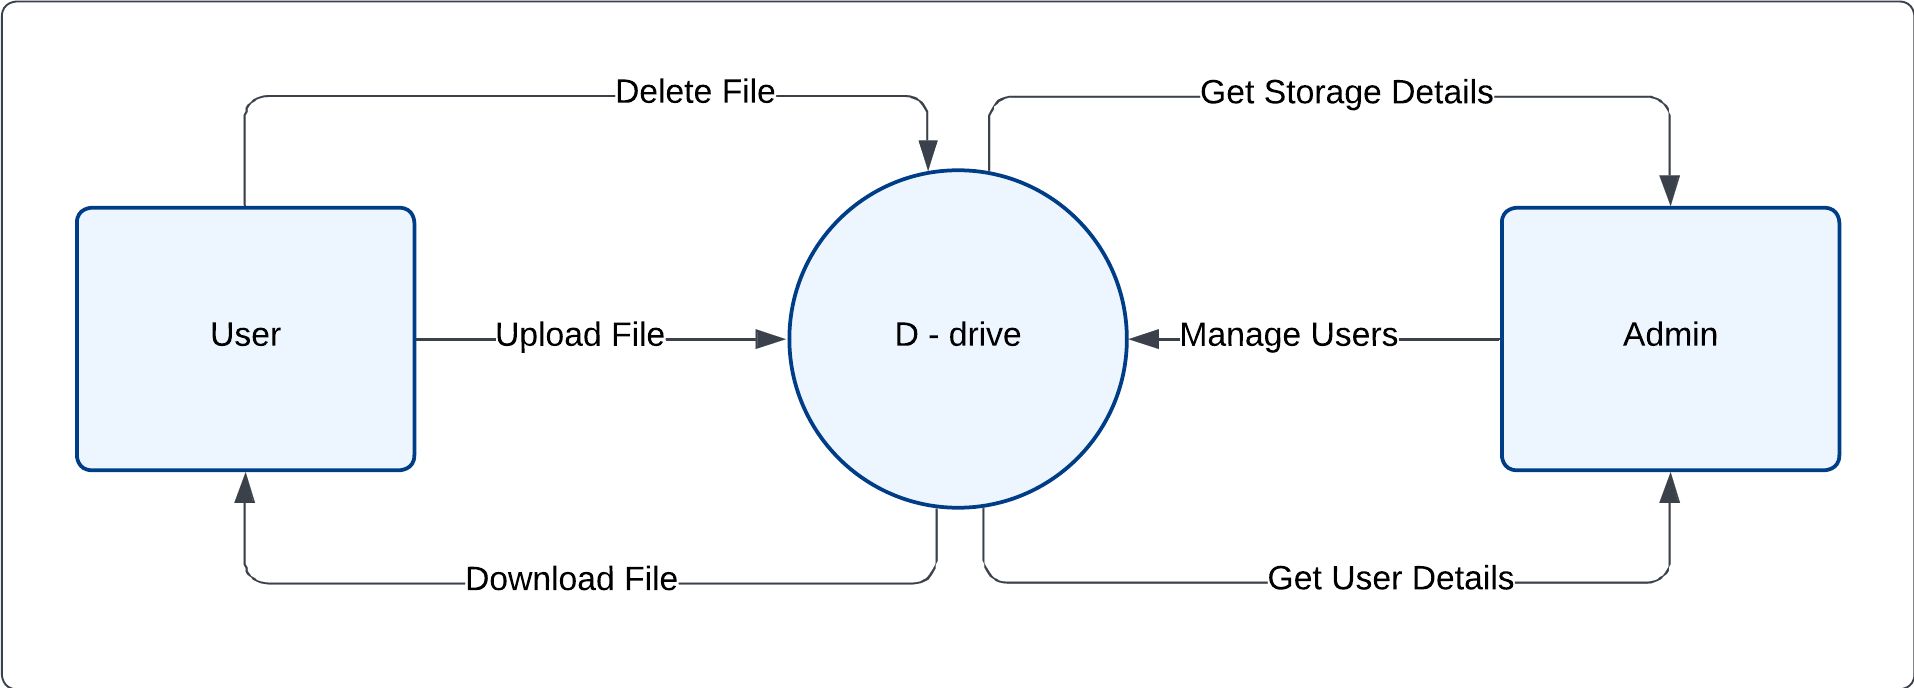 Delete File
Get Storage Details
User
Upload File
D - drive
Manage Users
Admin
Download File
Get User Details